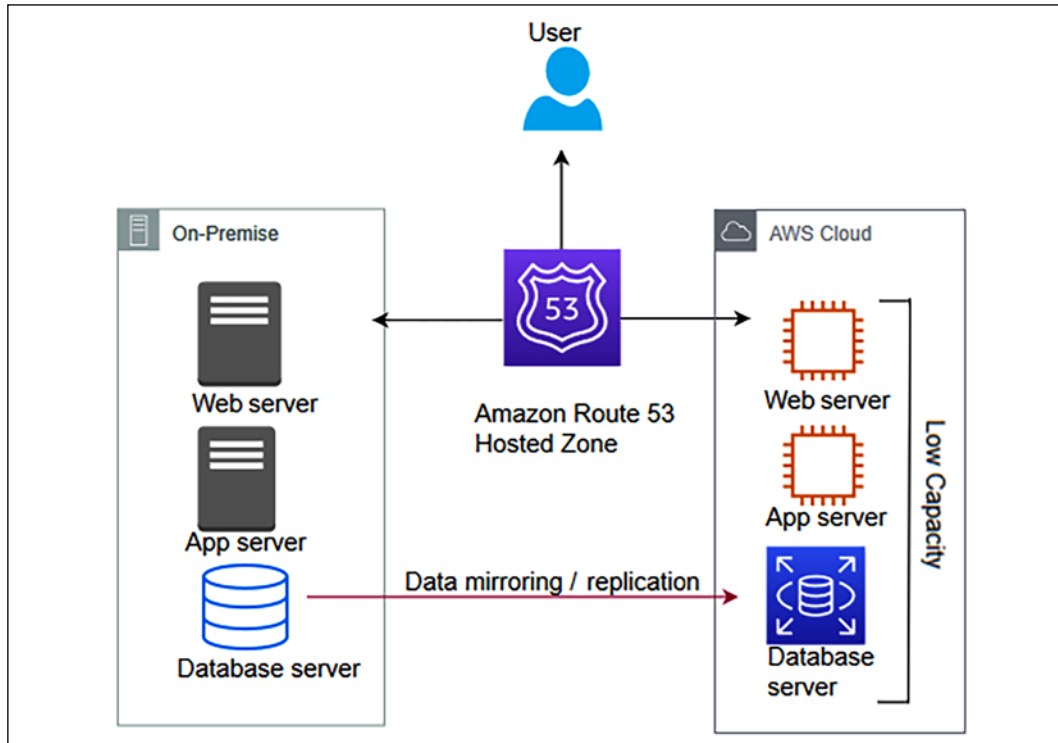 User
On-Premise
Web server
App server
Database server
53
Amazon Route 53
Hosted Zone
Data mirroring / replication
AWS Cloud
Web server
App server
Database
server
Low Capacity